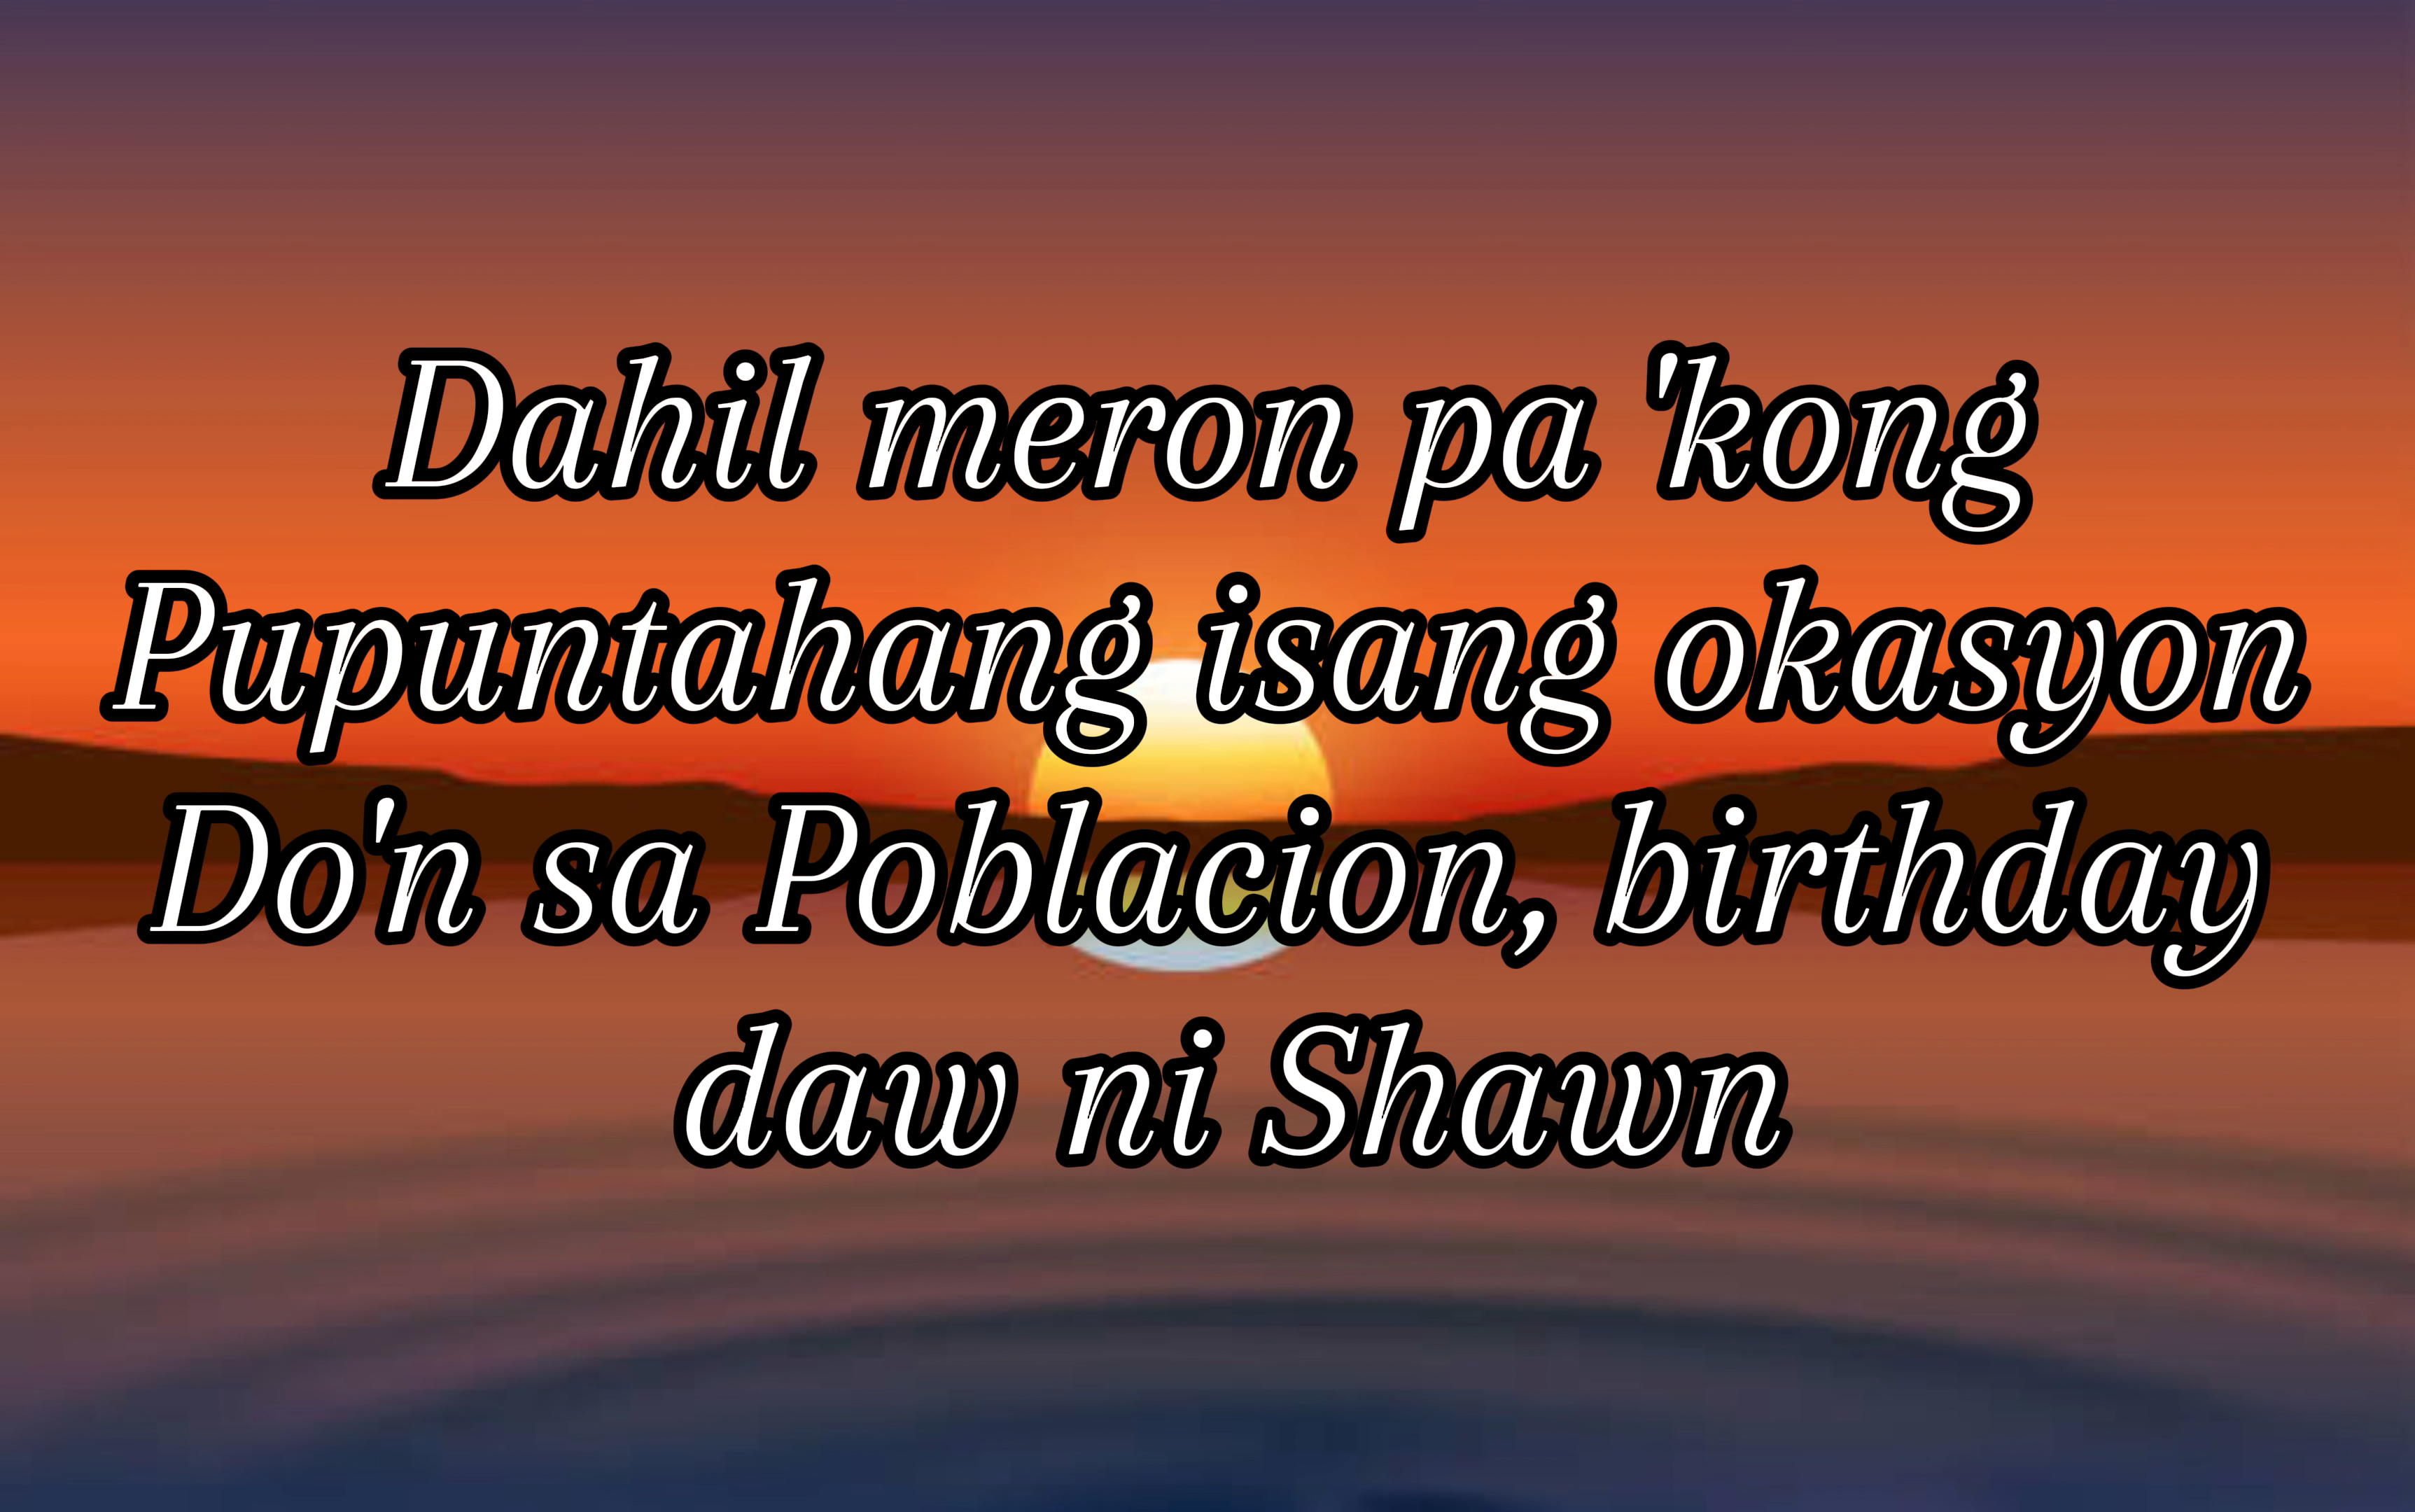 Dahil meron pa 'kong
Pupuntahang isang okasyon
Do'n sa Poblacion, birthday
daw ni Shawn